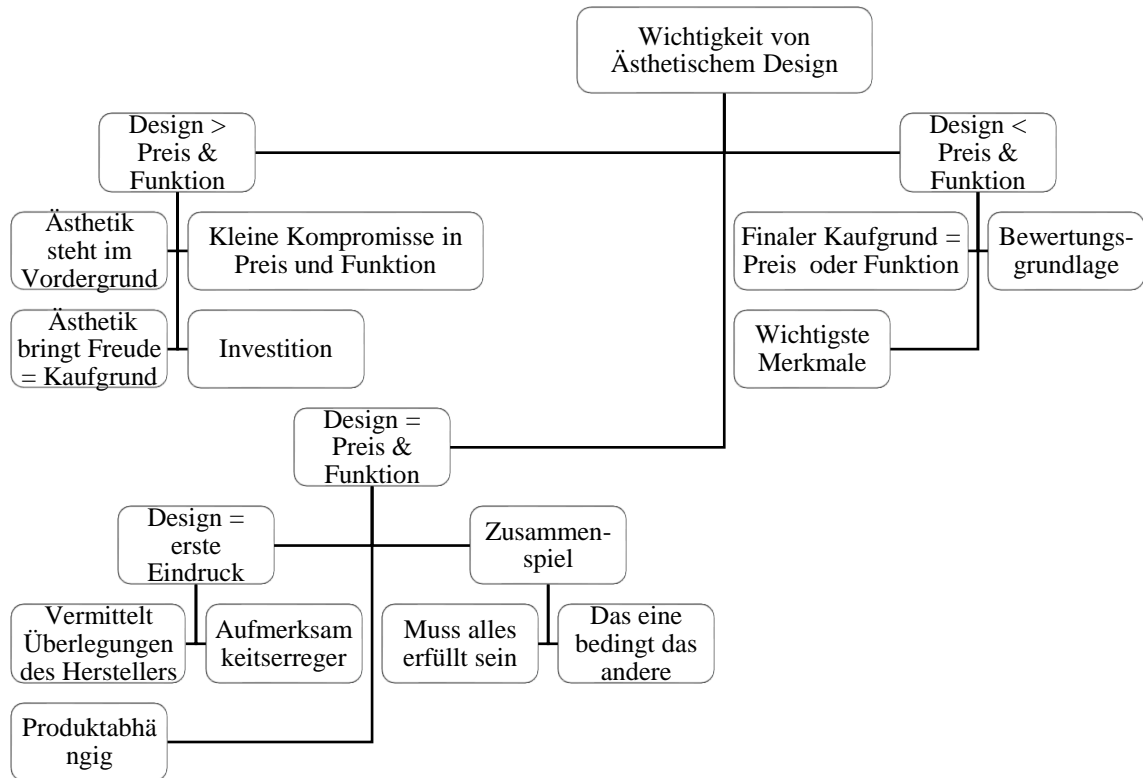 Wichtigkeit von
Ästhetischem Design
Design >
Preis &
Funktion
Design <
Preis &
Funktion
Ästhetik
steht im
Vordergrund
Kleine Kompromisse in
Preis und Funktion
Finaler Kaufgrund =
Preis oder Funktion
Bewertungs-
grundlage
Ästhetik
bringt Freude
= Kaufgrund
Investition
Wichtigste
Merkmale
Design =
Preis &
Funktion
Design =
erste
Eindruck
Zusammen-
spiel
Vermittelt
Überlegungen
des Herstellers
Aufmerksam
keitserreger
Muss alles
erfüllt sein
Das eine
bedingt das
andere
Produktabhä
ngig